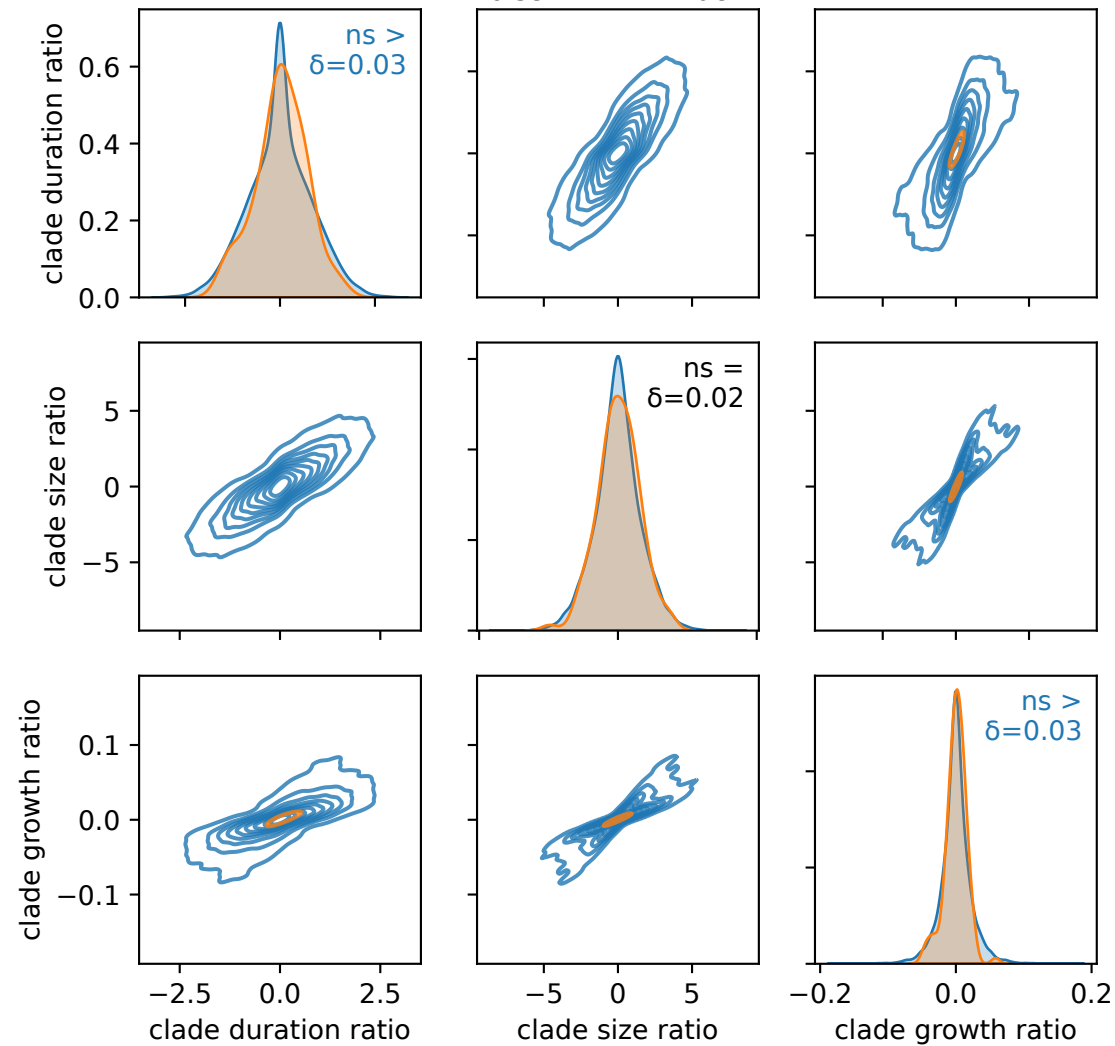 clade duration ratio
0.6
0.4
0.2
0.0
ns >
δ=0.03
clade size ratio
5
0
−5
ns =
δ=0.02
clade growth ratio
0.1
0.0
−0.1
ns >
δ=0.03
−2.5 0.0 2.5
−5 0 5
−0.2 0.0 0.2
clade duration ratio
clade size ratio
clade growth ratio